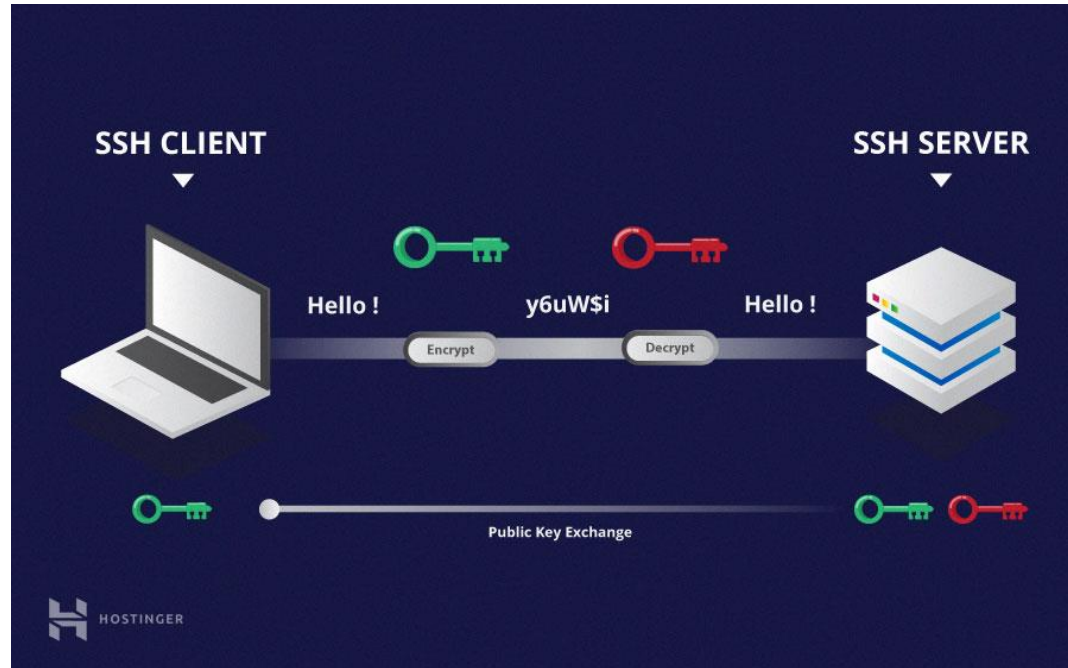 SSH CLIENT
SSH SERVER
Hello !
y6uW$i
Hello !
Encrypt
Decrypt
Public Key Exchange
HOSTINGER